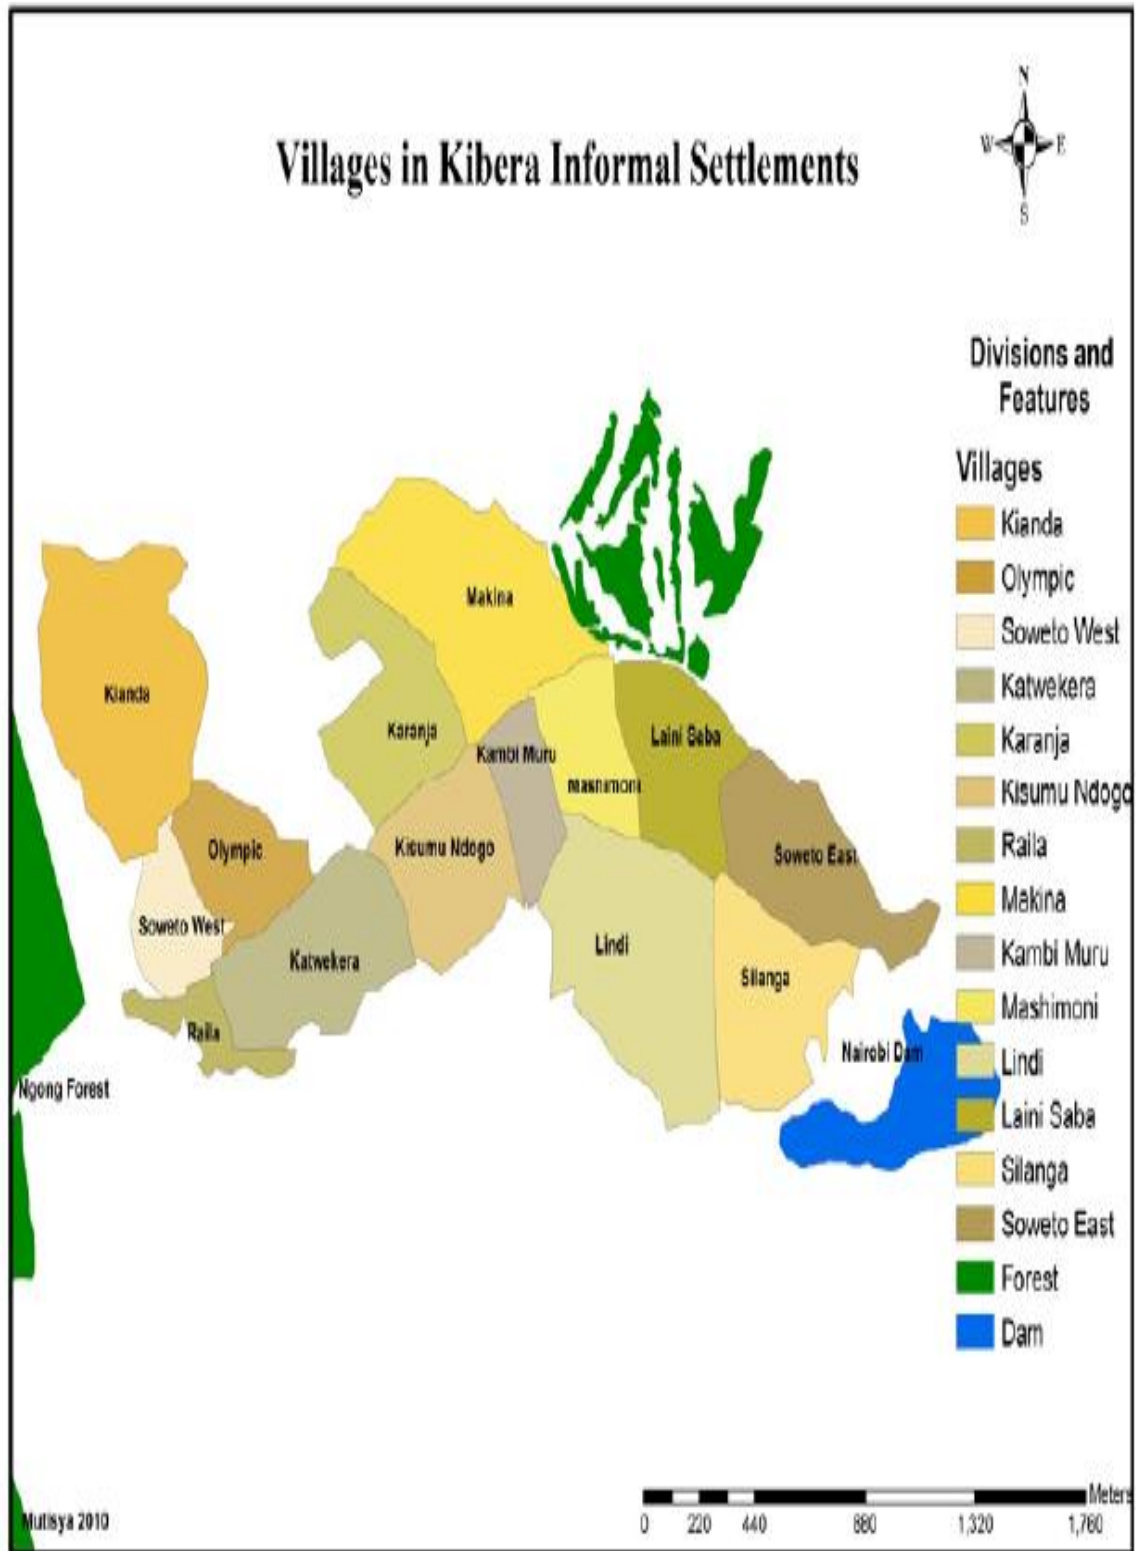 Villages in Kibera Informal Settlements
N
W E
S
Divisions and
Features
Villages
Kianda
Olympic
Soweto West
Katwekera
Karanja
Kisumu Ndogo
Raila
Makina
Kambi Muru
Mashimoni
Lindi
Laini Saba
Silanga
Soweto East
Forest
Dam
Makina
Kianda
Karanja
Kambi Muru
Laini Saba
Mashimoni
Olympic
Kisumu Ndogo
Soweto East
Soweto West
Katwekera
Lindi
Silanga
Raila
Nairobi Dam
Ngong Forest
Mutisya 2010
Meters
0 220 440 880 1,320 1,760